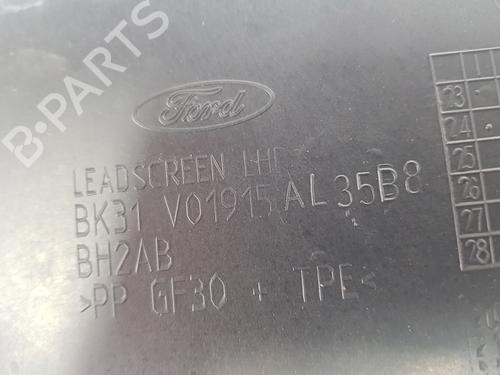 B-PARTS
Ford
LEADSCREEN LHD
BK31 V01915 AL35B8
BH2AB
>PP GF30 + TPE<
23
24
25
26
27
28